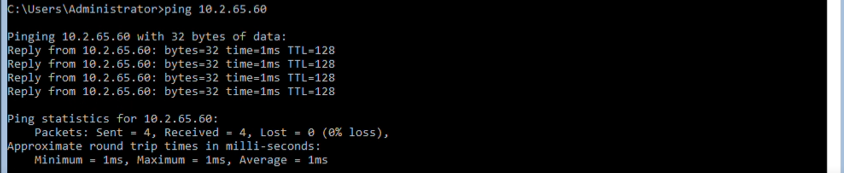 C:\Users\Administrator>ping 10.2.65.60
Pinging 10.2.65.60 with 32 bytes of data:
Reply from 10.2.65.60: bytes=32 time=1ms TTL=128
Reply from 10.2.65.60: bytes=32 time=1ms TTL=128
Reply from 10.2.65.60: bytes=32 time=1ms TTL=128
Reply from 10.2.65.60: bytes=32 time=1ms TTL=128
Ping statistics for 10.2.65.60:
    Packets: Sent = 4, Received = 4, Lost = 0 (0% loss),
Approximate round trip times in milli-seconds:
    Minimum = 1ms, Maximum = 1ms, Average = 1ms